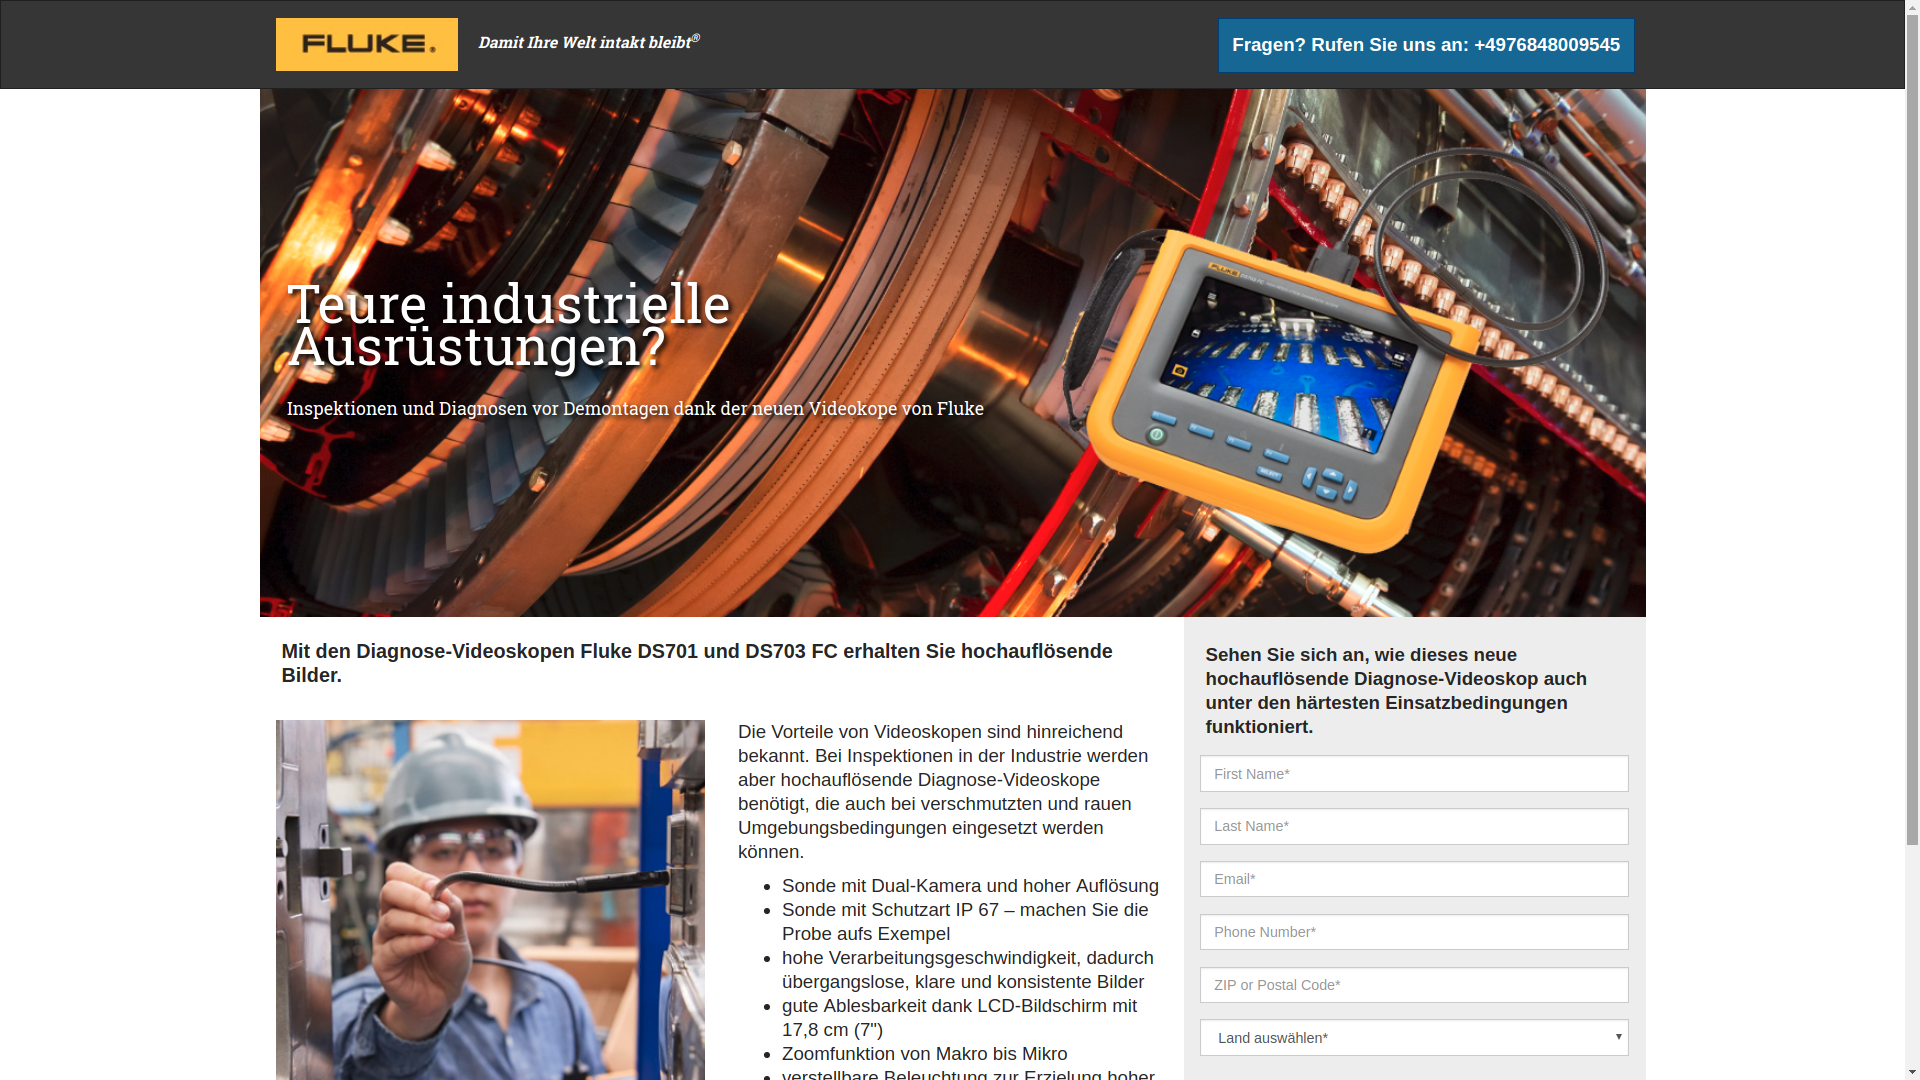 FLUKE.
Damit Ihre Welt intakt bleibt®
Fragen? Rufen Sie uns an: +4976848009545
Teure industrielle
Ausrüstungen?
Inspektionen und Diagnosen vor Demontagen dank der neuen Videokope von Fluke
FLUKE
Mit den Diagnose-Videoskopen Fluke DS701 und DS703 FC erhalten Sie hochauflösende
Bilder.
Die Vorteile von Videoskopen sind hinreichend
bekannt. Bei Inspektionen in der Industrie werden
aber hochauflösende Diagnose-Videoskope
benötigt, die auch bei verschmutzten und rauen
Umgebungsbedingungen eingesetzt werden
können.
• Sonde mit Dual-Kamera und hoher Auflösung
• Sonde mit Schutzart IP 67 – machen Sie die
Probe aufs Exempel
• hohe Verarbeitungsgeschwindigkeit, dadurch
übergangslose, klare und konsistente Bilder
• gute Ablesbarkeit dank LCD-Bildschirm mit
17,8 cm (7")
• Zoomfunktion von Makro bis Mikro
• verstellbare Beleuchtung zur Erzielung hoher
Sehen Sie sich an, wie dieses neue
hochauflösende Diagnose-Videoskop auch
unter den härtesten Einsatzbedingungen
funktioniert.
First Name*
Last Name*
Email*
Phone Number*
ZIP or Postal Code*
Land auswählen*